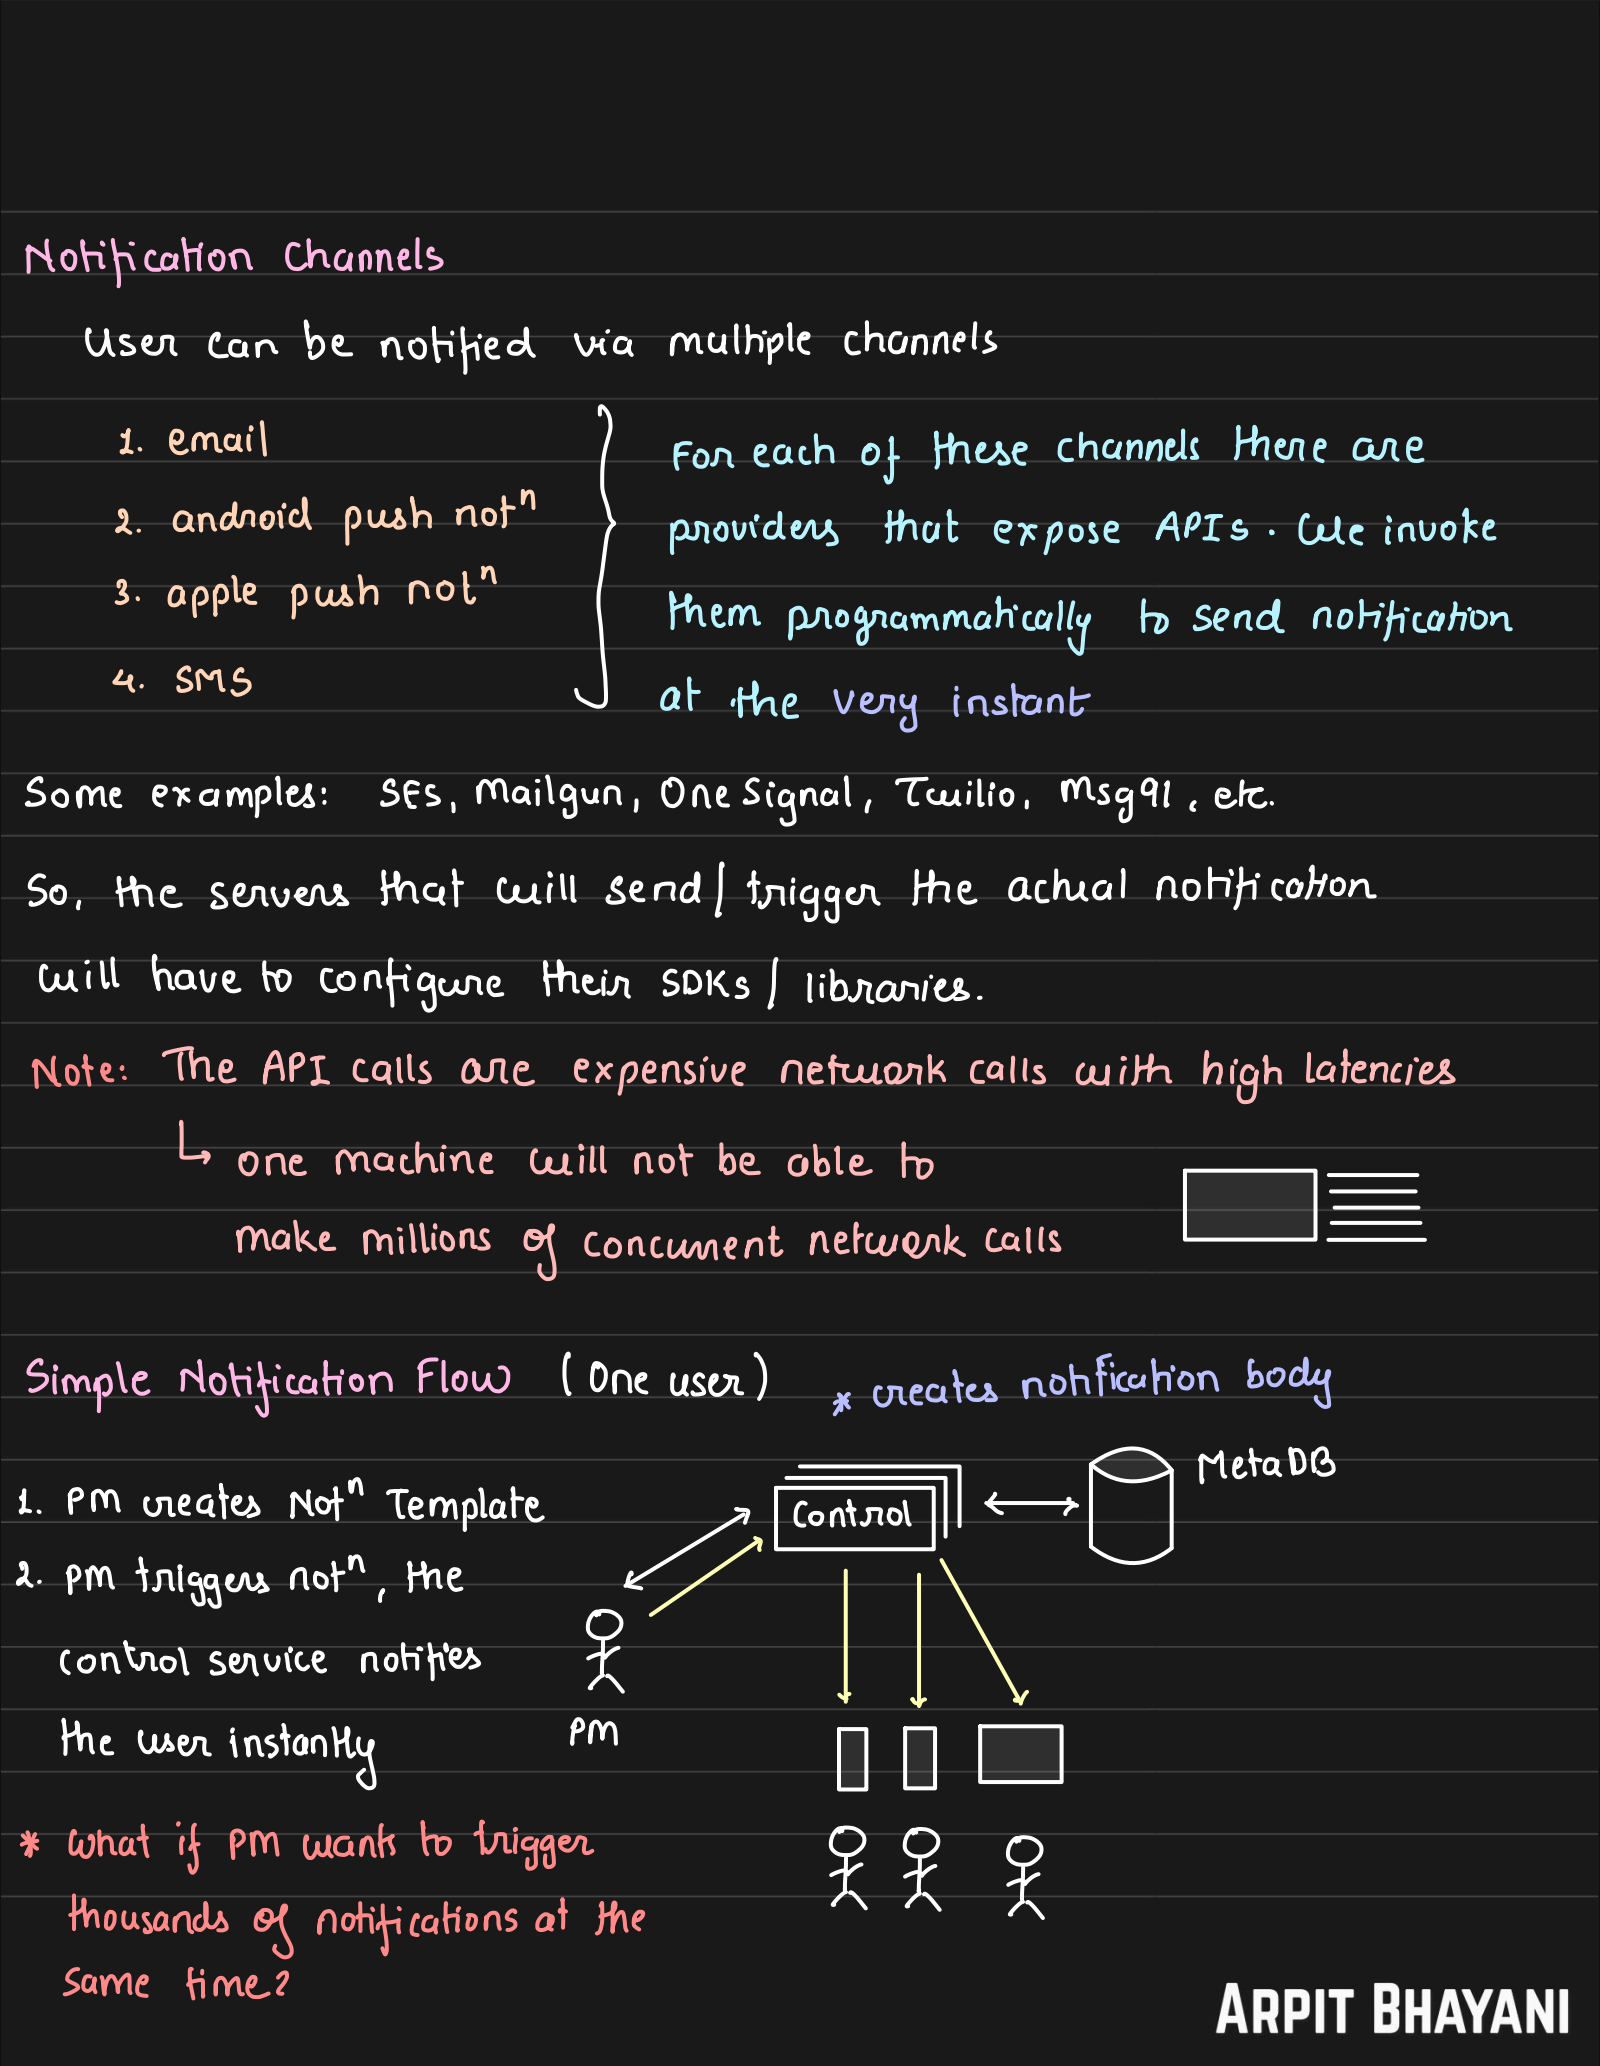 Notification Channels
User can be notified via multiple channels
1. email
2. android push notⁿ
3. apple push notⁿ
4. SMS
For each of these channels there are
providers that expose APIs. We invoke
them programmatically to send notification
at the very instant
Some examples: SES, Mailgun, OneSignal, Twilio, Msg91, etc.
So, the servers that will send/trigger the actual notification
will have to configure their SDKs/libraries.
Note: The API calls are expensive network calls with high latencies
↳ one machine will not be able to
make millions of concurrent network calls
Simple Notification Flow (One user)
* creates notification body
1. PM creates Notⁿ Template
2. PM triggers notⁿ, the
control service notifies
the user instantly
Control
MetaDB
PM
* What if PM wants to trigger
thousands of notifications at the
same time?
ARPIT BHAYANI